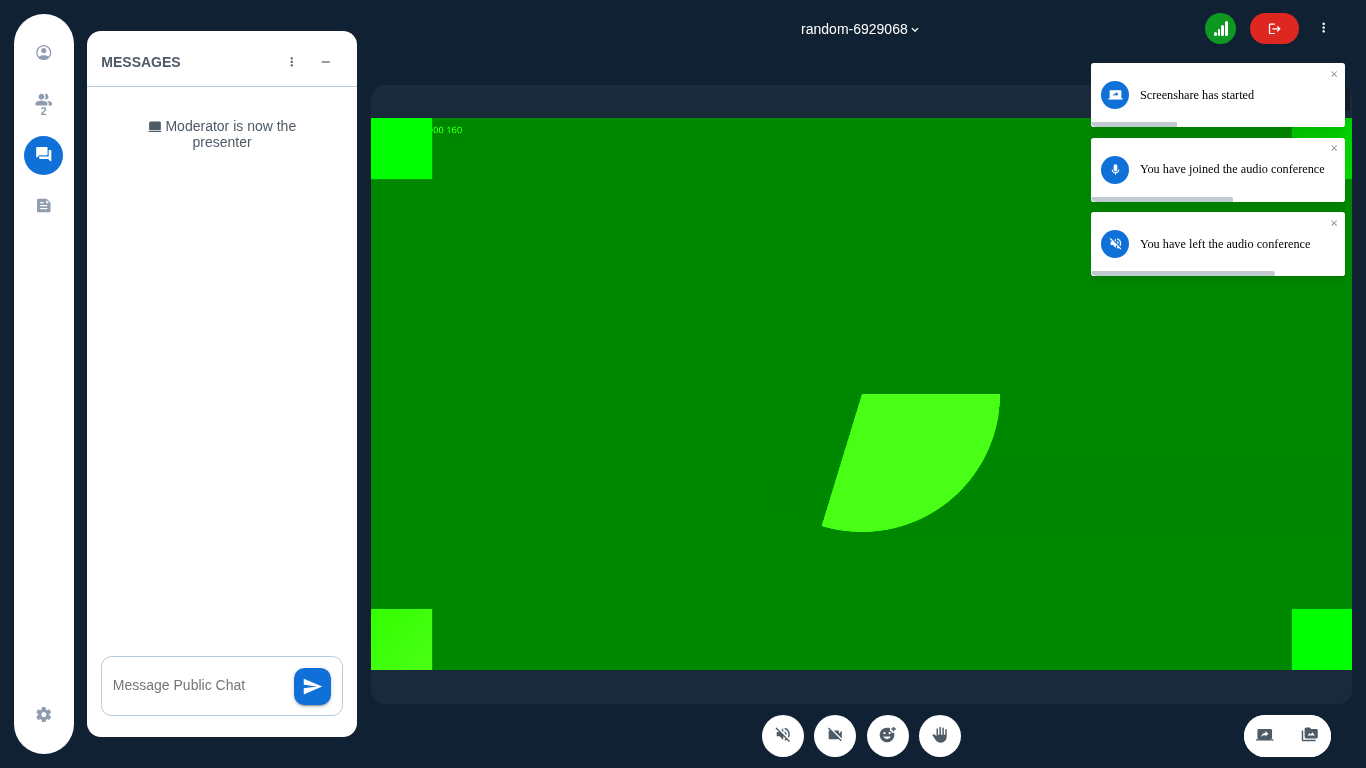 random-6929068
MESSAGES
2
Moderator is now the
presenter
Screenshare has started
You have joined the audio conference
You have left the audio conference
Message Public Chat